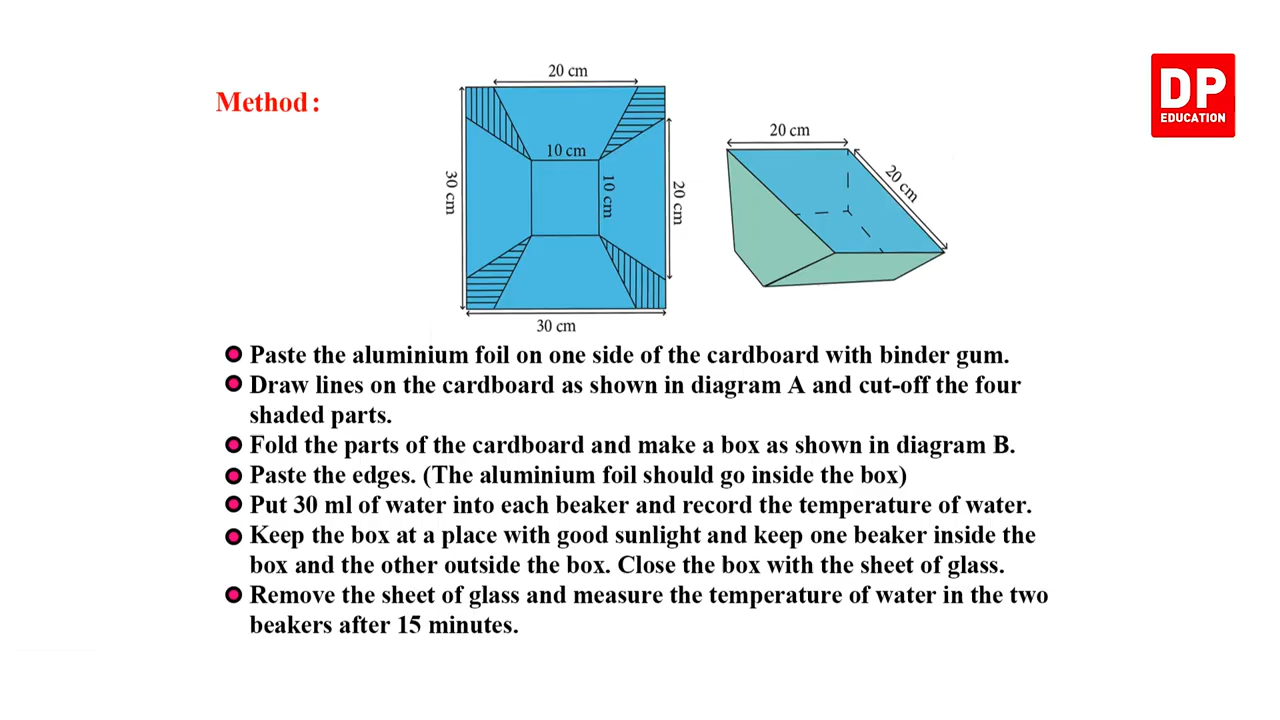 Method :
DP
EDUCATION
20 cm
10 cm
10 cm
30 cm
20 cm
30 cm
20 cm
20 cm
Paste the aluminium foil on one side of the cardboard with binder gum.
Draw lines on the cardboard as shown in diagram A and cut-off the four
shaded parts.
Fold the parts of the cardboard and make a box as shown in diagram B.
Paste the edges. (The aluminium foil should go inside the box)
Put 30 ml of water into each beaker and record the temperature of water.
Keep the box at a place with good sunlight and keep one beaker inside the
box and the other outside the box. Close the box with the sheet of glass.
Remove the sheet of glass and measure the temperature of water in the two
beakers after 15 minutes.